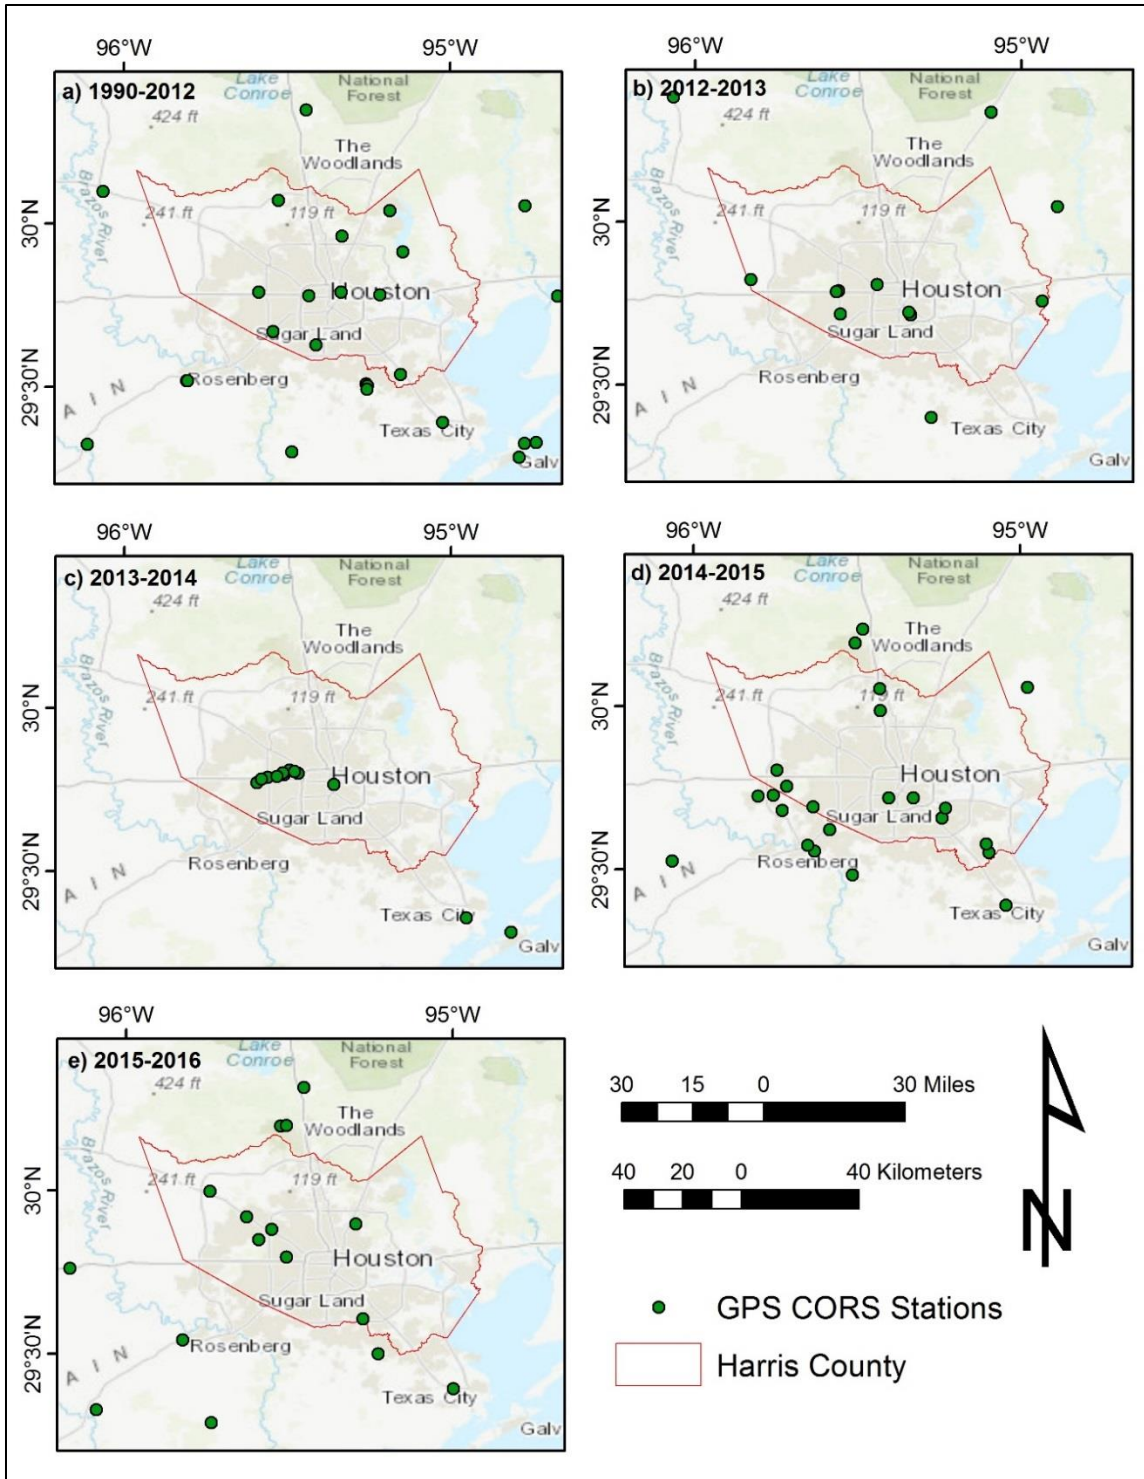 96°W 95°W
96°W 95°W
a) 1990-2012
Lake
Conroe
National
Forest
424 ft
The
Woodlands
Brazos River
241 ft
119 ft
30°N
Houston
Sugar Land
29°30'N
Rosenberg
A I N
Texas City
Galv
b) 2012-2013
Lake
Conroe
National
Forest
424 ft
The
Woodlands
Brazos River
241 ft
119 ft
30°N
Houston
Sugar Land
29°30'N
Rosenberg
A I N
Texas City
Galv
96°W 95°W
96°W 95°W
c) 2013-2014
Lake
Conroe
National
Forest
424 ft
The
Woodlands
Brazos River
241 ft
119 ft
30°N
Houston
Sugar Land
29°30'N
Rosenberg
A I N
Texas City
Galv
d) 2014-2015
Lake
Conroe
National
Forest
424 ft
The
Woodlands
Brazos River
241 ft
119 ft
30°N
Houston
Sugar Land
29°30'N
Rosenberg
A I N
Texas City
Galv
96°W 95°W
e) 2015-2016
Lake
Conroe
National
Forest
424 ft
The
Woodlands
Brazos River
241 ft
119 ft
30°N
Houston
Sugar Land
29°30'N
Rosenberg
A I N
Texas City
Galv
30 15 0 30 Miles
40 20 0 40 Kilometers
N
GPS CORS Stations
Harris County